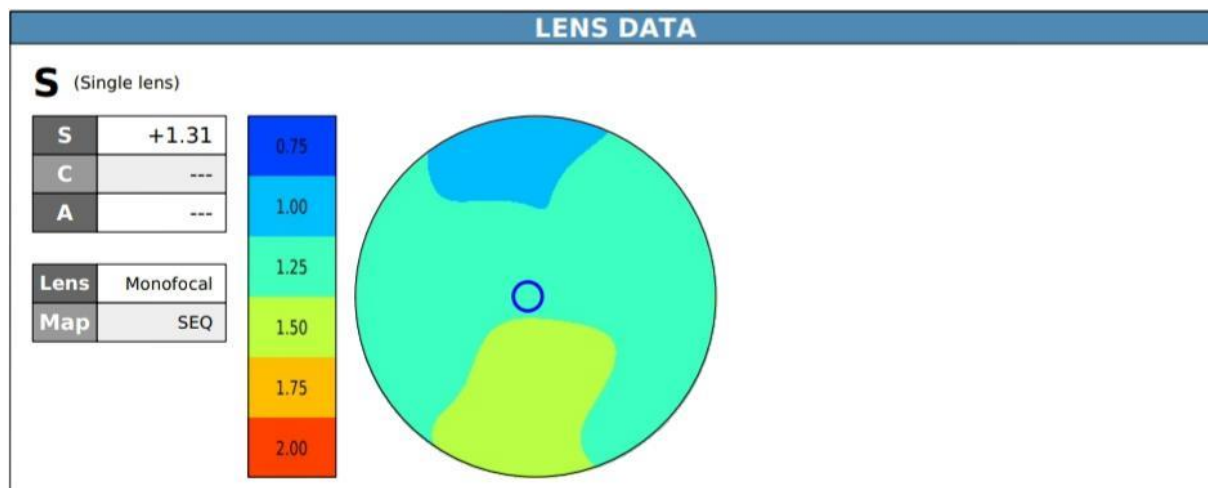 LENS DATA
S (Single lens)
S +1.31
C ---
A ---
Lens Monofocal
Map SEQ
0.75
1.00
1.25
1.50
1.75
2.00